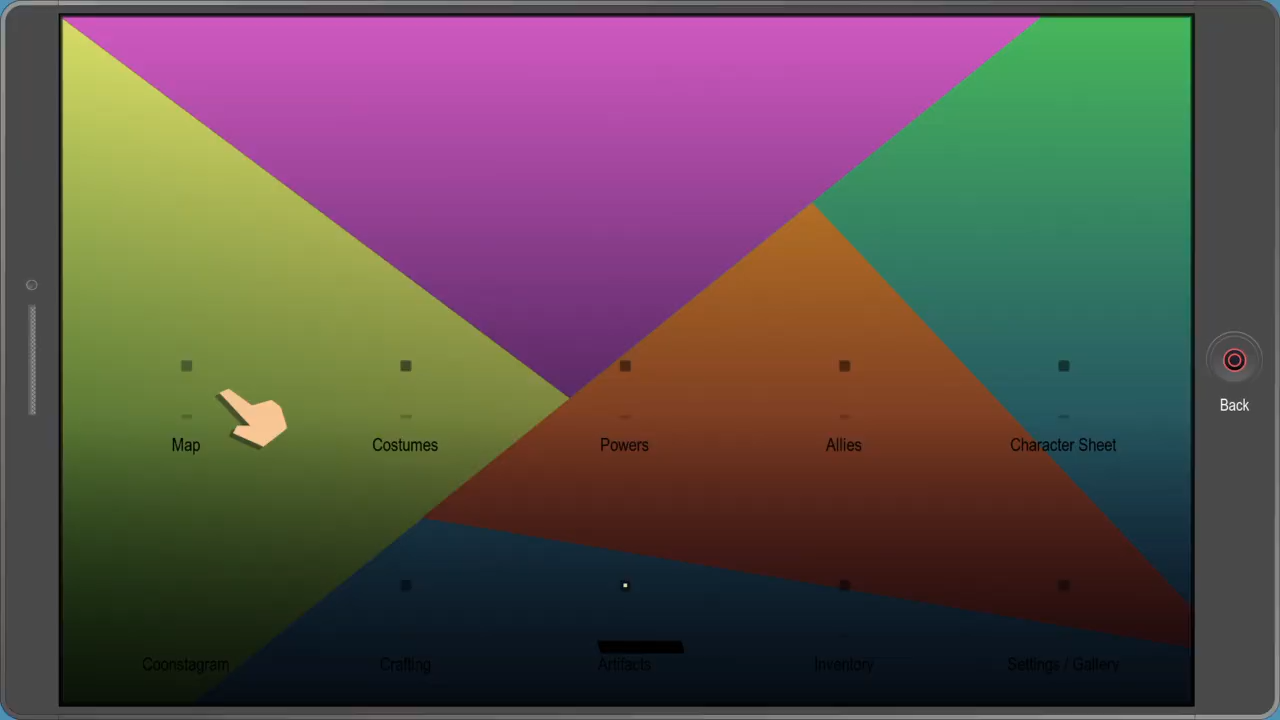 Map
Costumes
Powers
Allies
Character Sheet
Back
Coonstagram
Crafting
Artifacts
Inventory
Settings / Gallery